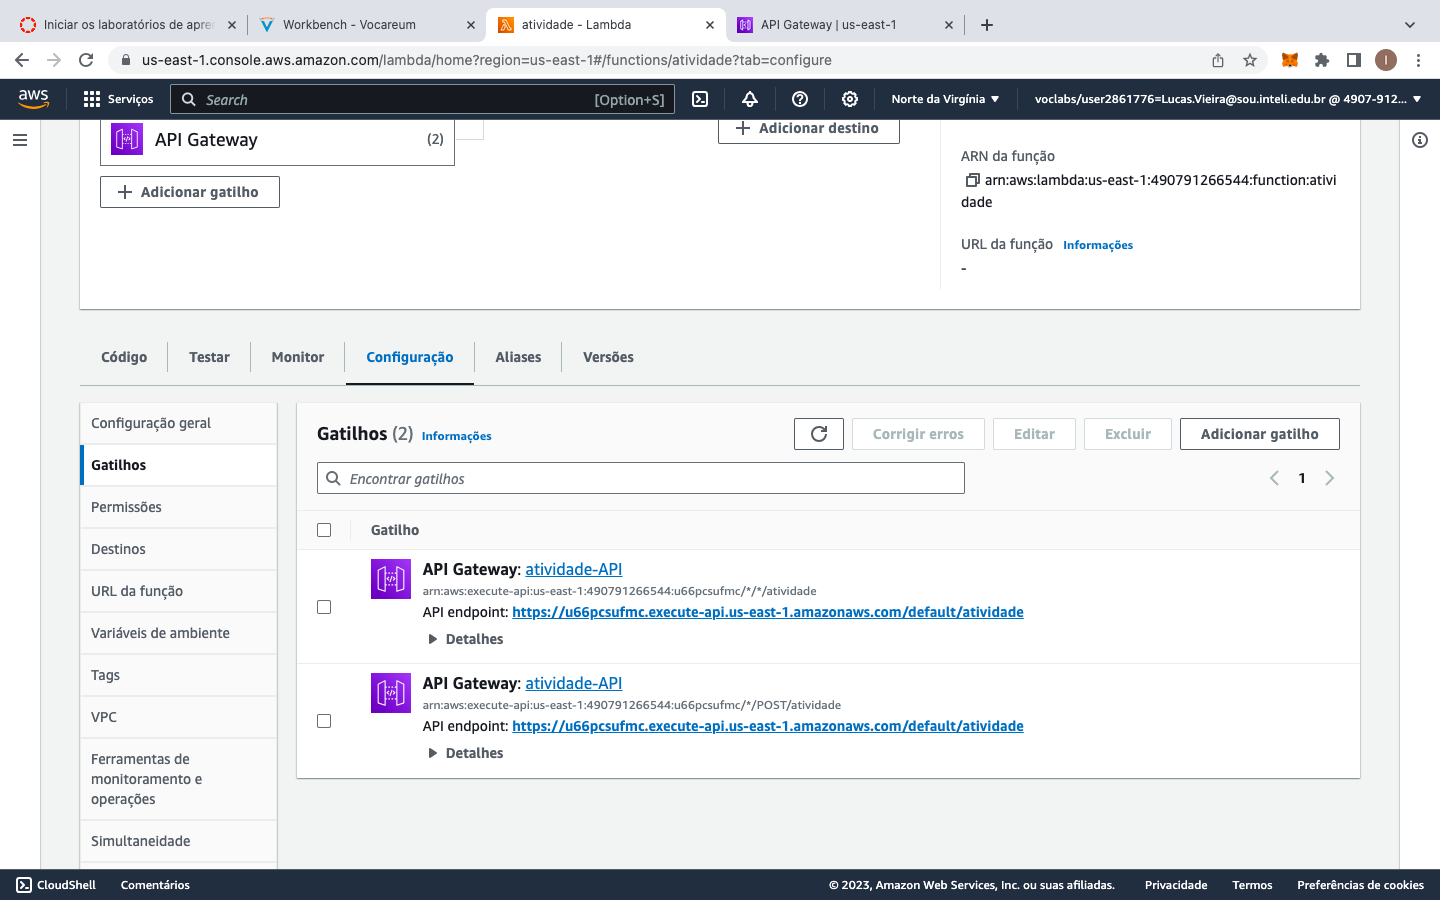 Iniciar os laboratórios de apre
Workbench - Vocareum
atividade - Lambda
API Gateway | us-east-1
us-east-1.console.aws.amazon.com/lambda/home?region=us-east-1#/functions/atividade?tab=configure
I
aws
Serviços
Search
[Option+S]
Norte da Virgínia
voclabs/user2861776=Lucas.Vieira@sou.inteli.edu.br @ 4907-912...
API Gateway
(2)
Adicionar destino
Adicionar gatilho
ARN da função
arn:aws:lambda:us-east-1:490791266544:function:ativi
dade
URL da função Informações
-
Código
Testar
Monitor
Configuração
Aliases
Versões
Configuração geral
Gatilhos
Permissões
Destinos
URL da função
Variáveis de ambiente
Tags
VPC
Ferramentas de
monitoramento e
operações
Simultaneidade
Gatilhos (2) Informações
Corrigir erros
Editar
Excluir
Adicionar gatilho
Encontrar gatilhos
1
Gatilho
API Gateway: atividade-API
arn:aws:execute-api:us-east-1:490791266544:u66pcsufmc/*/*/atividade
API endpoint: https://u66pcsufmc.execute-api.us-east-1.amazonaws.com/default/atividade
Detalhes
API Gateway: atividade-API
arn:aws:execute-api:us-east-1:490791266544:u66pcsufmc/*/POST/atividade
API endpoint: https://u66pcsufmc.execute-api.us-east-1.amazonaws.com/default/atividade
Detalhes
CloudShell
Comentários
© 2023, Amazon Web Services, Inc. ou suas afiliadas.
Privacidade
Termos
Preferências de cookies